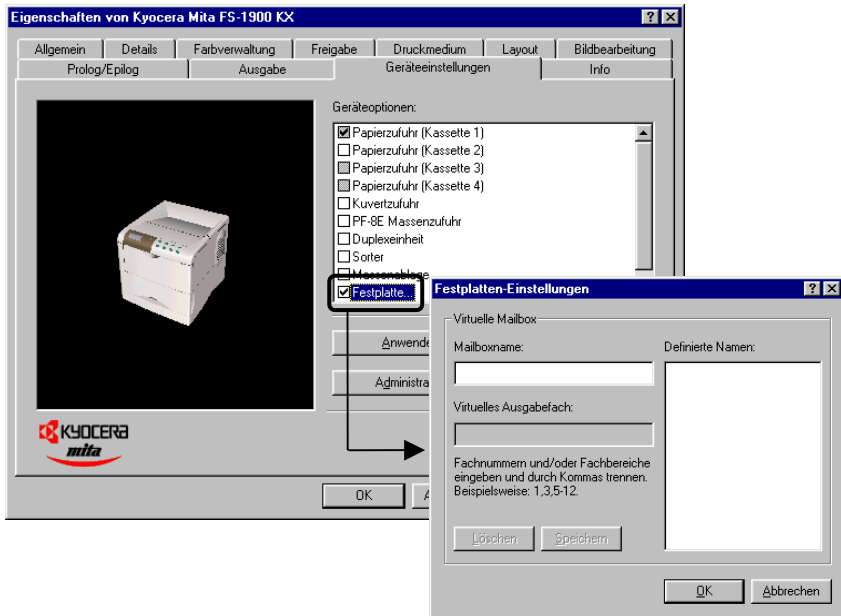 Eigenschaften von Kyocera Mita FS-1900 KX
Allgemein Details Farbverwaltung Freigabe Druckmedium Layout Bildbearbeitung
Prolog/Epilog Ausgabe Geräteeinstellungen Info
Geräteoptionen:
Papierzufuhr (Kassette 1)
Papierzufuhr (Kassette 2)
Papierzufuhr (Kassette 3)
Papierzufuhr (Kassette 4)
Kuvertzufuhr
PF-8E Massenzufuhr
Duplexeinheit
Sorter
Massenablage
Festplatte...
Anwende
Administra
KYOCERA
mita
OK
Festplatten-Einstellungen
Virtuelle Mailbox
Mailboxname:
Definierte Namen:
Virtuelles Ausgabefach:
Fachnummern und/oder Fachbereiche
eingeben und durch Kommas trennen.
Beispielsweise: 1,3,5-12.
Löschen Speichern
OK Abbrechen